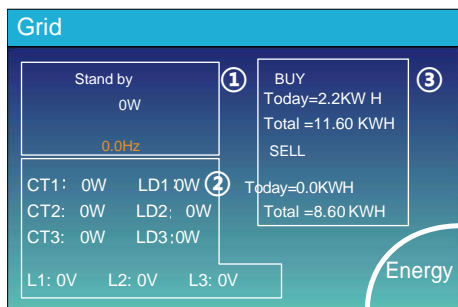 Grid
Stand by
0W
0.0Hz
①
CT1: 0W LD1:0W ②
CT2: 0W LD2: 0W
CT3: 0W LD3:0W
L1: 0V L2: 0V L3: 0V
BUY ③
Today=2.2KW H
Total =11.60 KWH
SELL
Today=0.0KWH
Total =8.60 KWH
Energy